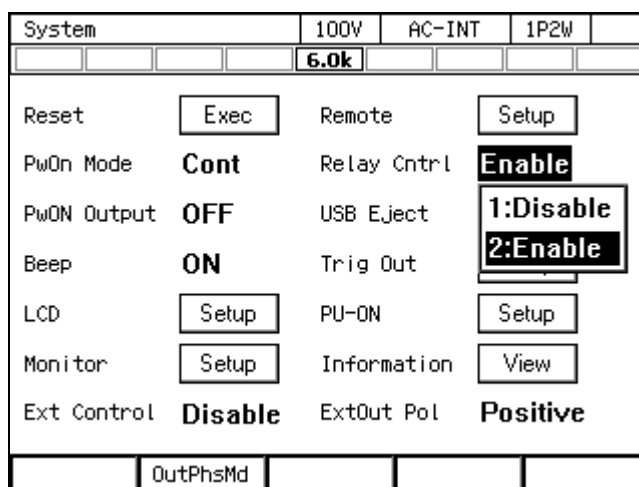 System 100V AC-INT 1P2W
6.0k
Reset Exec Remote Setup
PwOn Mode Cont Relay Cntrl Enable
PwON Output OFF USB Eject 1:Disable
2:Enable
Beep ON Trig Out
LCD Setup PU-ON Setup
Monitor Setup Information View
Ext Control Disable ExtOut Pol Positive
OutPhsMd